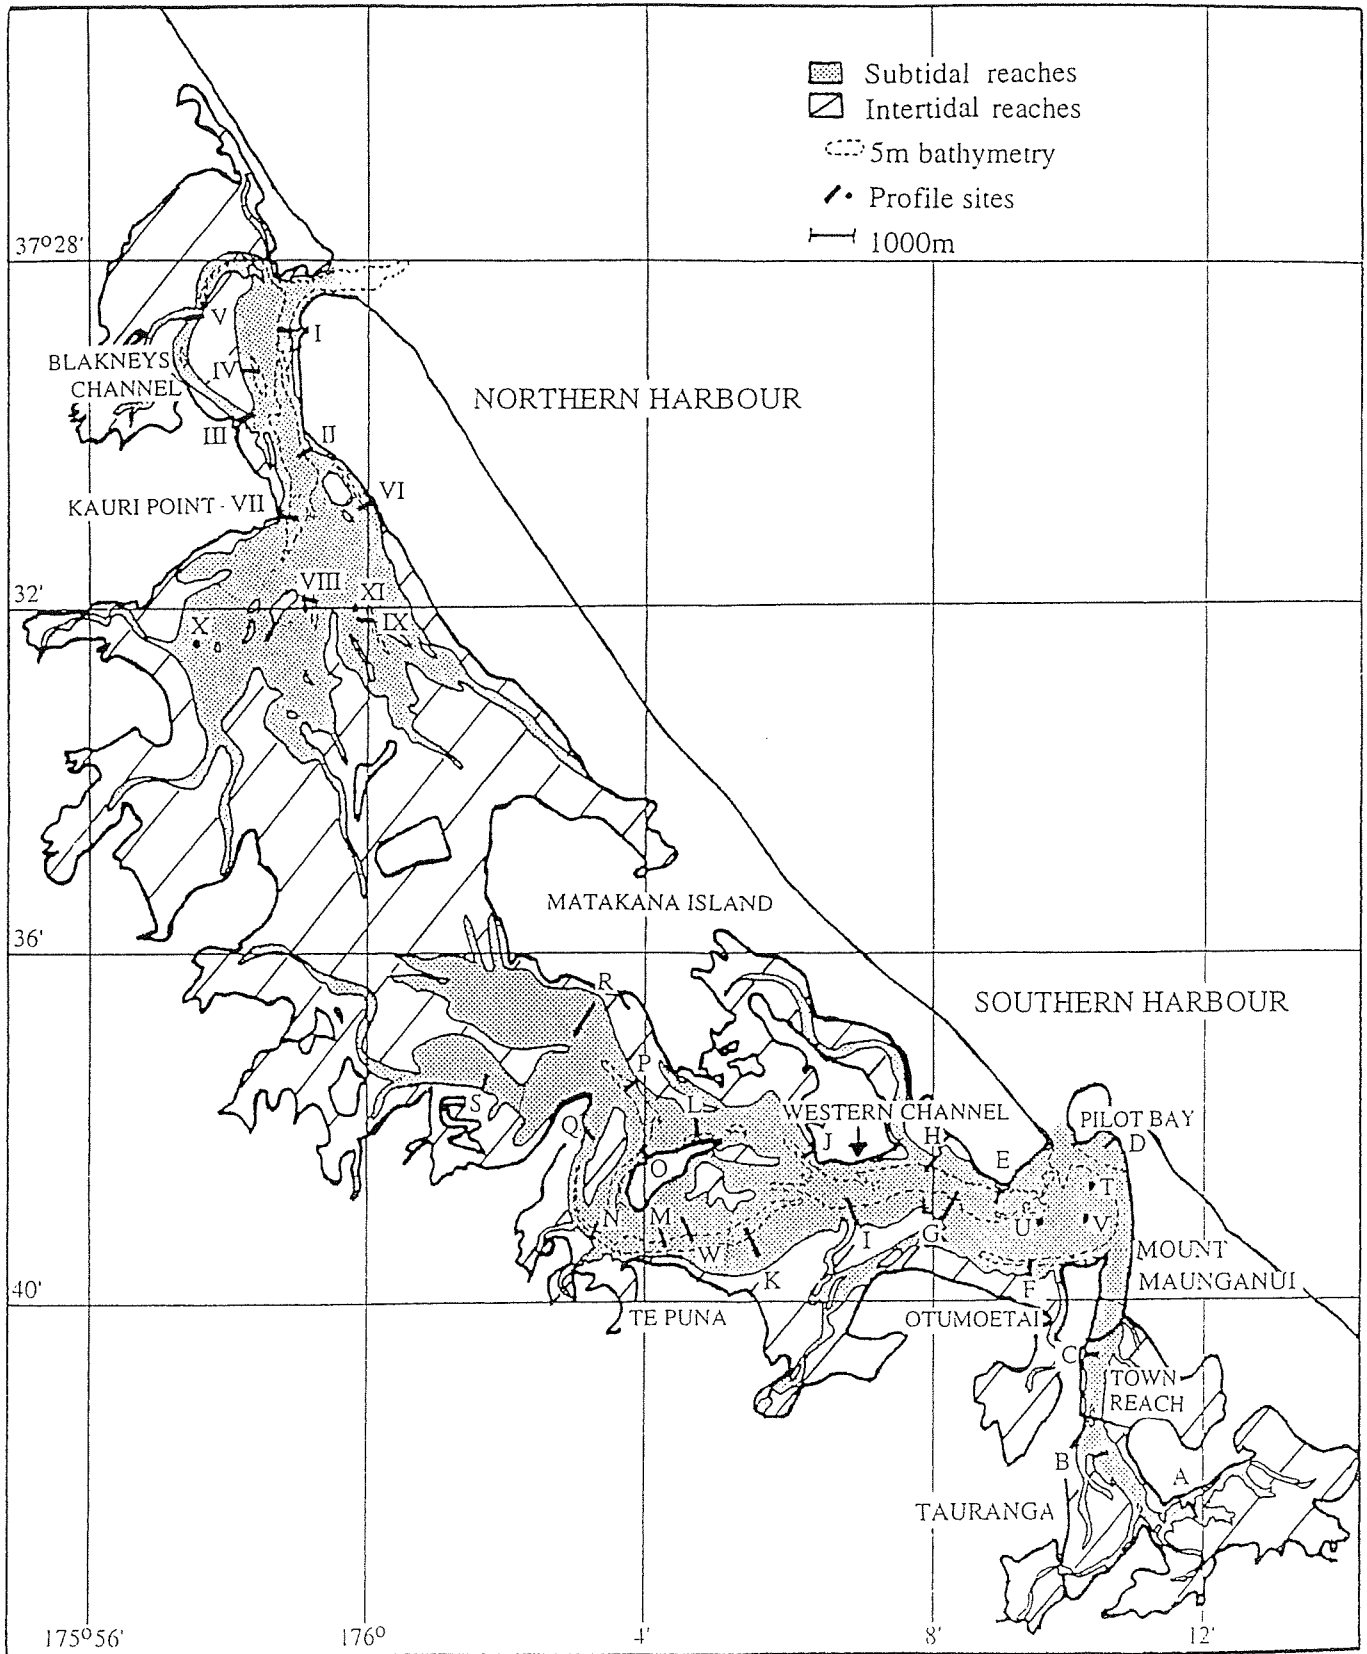 Subtidal reaches
Intertidal reaches
5m bathymetry
Profile sites
1000m
37°28'
V
I
BLAKNEYS
CHANNEL
IV
NORTHERN HARBOUR
III
II
KAURI POINT - VII
VI
32'
VIII
XI
X
IX
MATAKANA ISLAND
36'
R
SOUTHERN HARBOUR
P
S
L
WESTERN CHANNEL
PILOT BAY
Q
J
H
D
E
O
T
N
M
U
V
W
I
G
K
MOUNT
MAUNGANUI
F
40'
TE PUNA
OTUMOETAI
C
TOWN
REACH
B
A
TAURANGA
175°56'
176°
4'
8'
12'